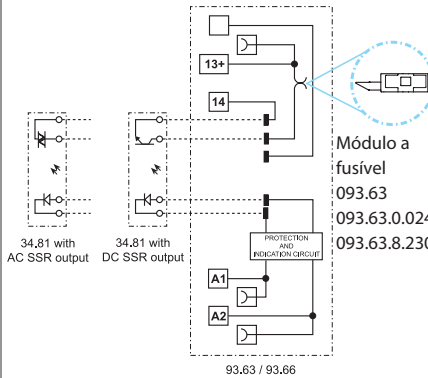 13+
14
Módulo a
fusível
093.63
093.63.0.024
093.63.8.230
34.81 with
AC SSR output
34.81 with
DC SSR output
PROTECTION
AND
INDICATION CIRCUIT
A1
A2
93.63 / 93.66